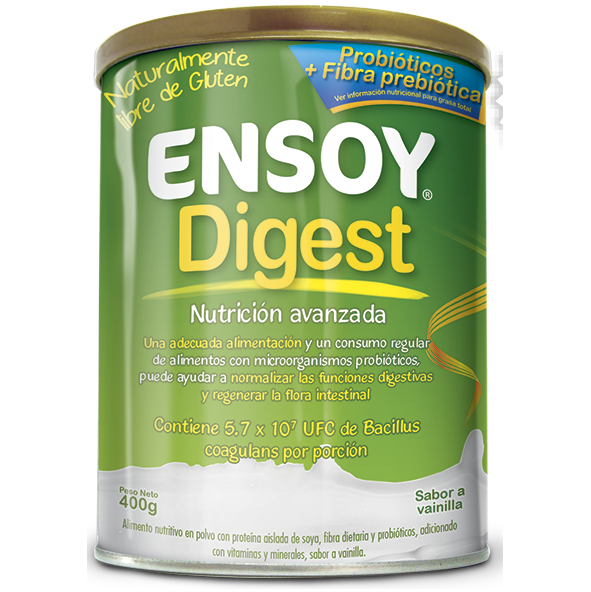 Naturalmente
libre de Gluten
Probióticos
+ Fibra prebiótica
Ver información nutricional para grasa total
ENSOY®
Digest
Nutrición avanzada
Una adecuada alimentación y un consumo regular
de alimentos con microorganismos probióticos,
puede ayudar a normalizar las funciones digestivas
y regenerar la flora intestinal
Contiene 5.7 x 10⁷ UFC de Bacillus
coagulans por porción
Peso Neto
400g
Sabor a
vainilla
Alimento nutritivo en polvo con proteína aislada de soya, fibra dietaria y probióticos, adicionado
con vitaminas y minerales, sabor a vainilla.